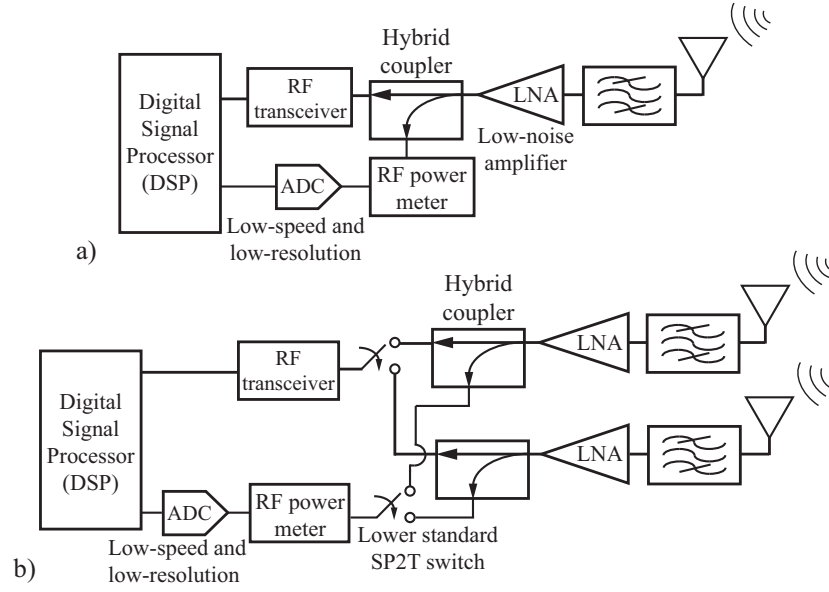 Hybrid
coupler
RF
transceiver
LNA
Digital
Signal
Processor
(DSP)
Low-noise
amplifier
ADC
RF power
meter
Low-speed and
low-resolution
a)
Hybrid
coupler
RF
transceiver
LNA
Digital
Signal
Processor
(DSP)
LNA
ADC
RF power
meter
Lower standard
SP2T switch
Low-speed and
low-resolution
b)